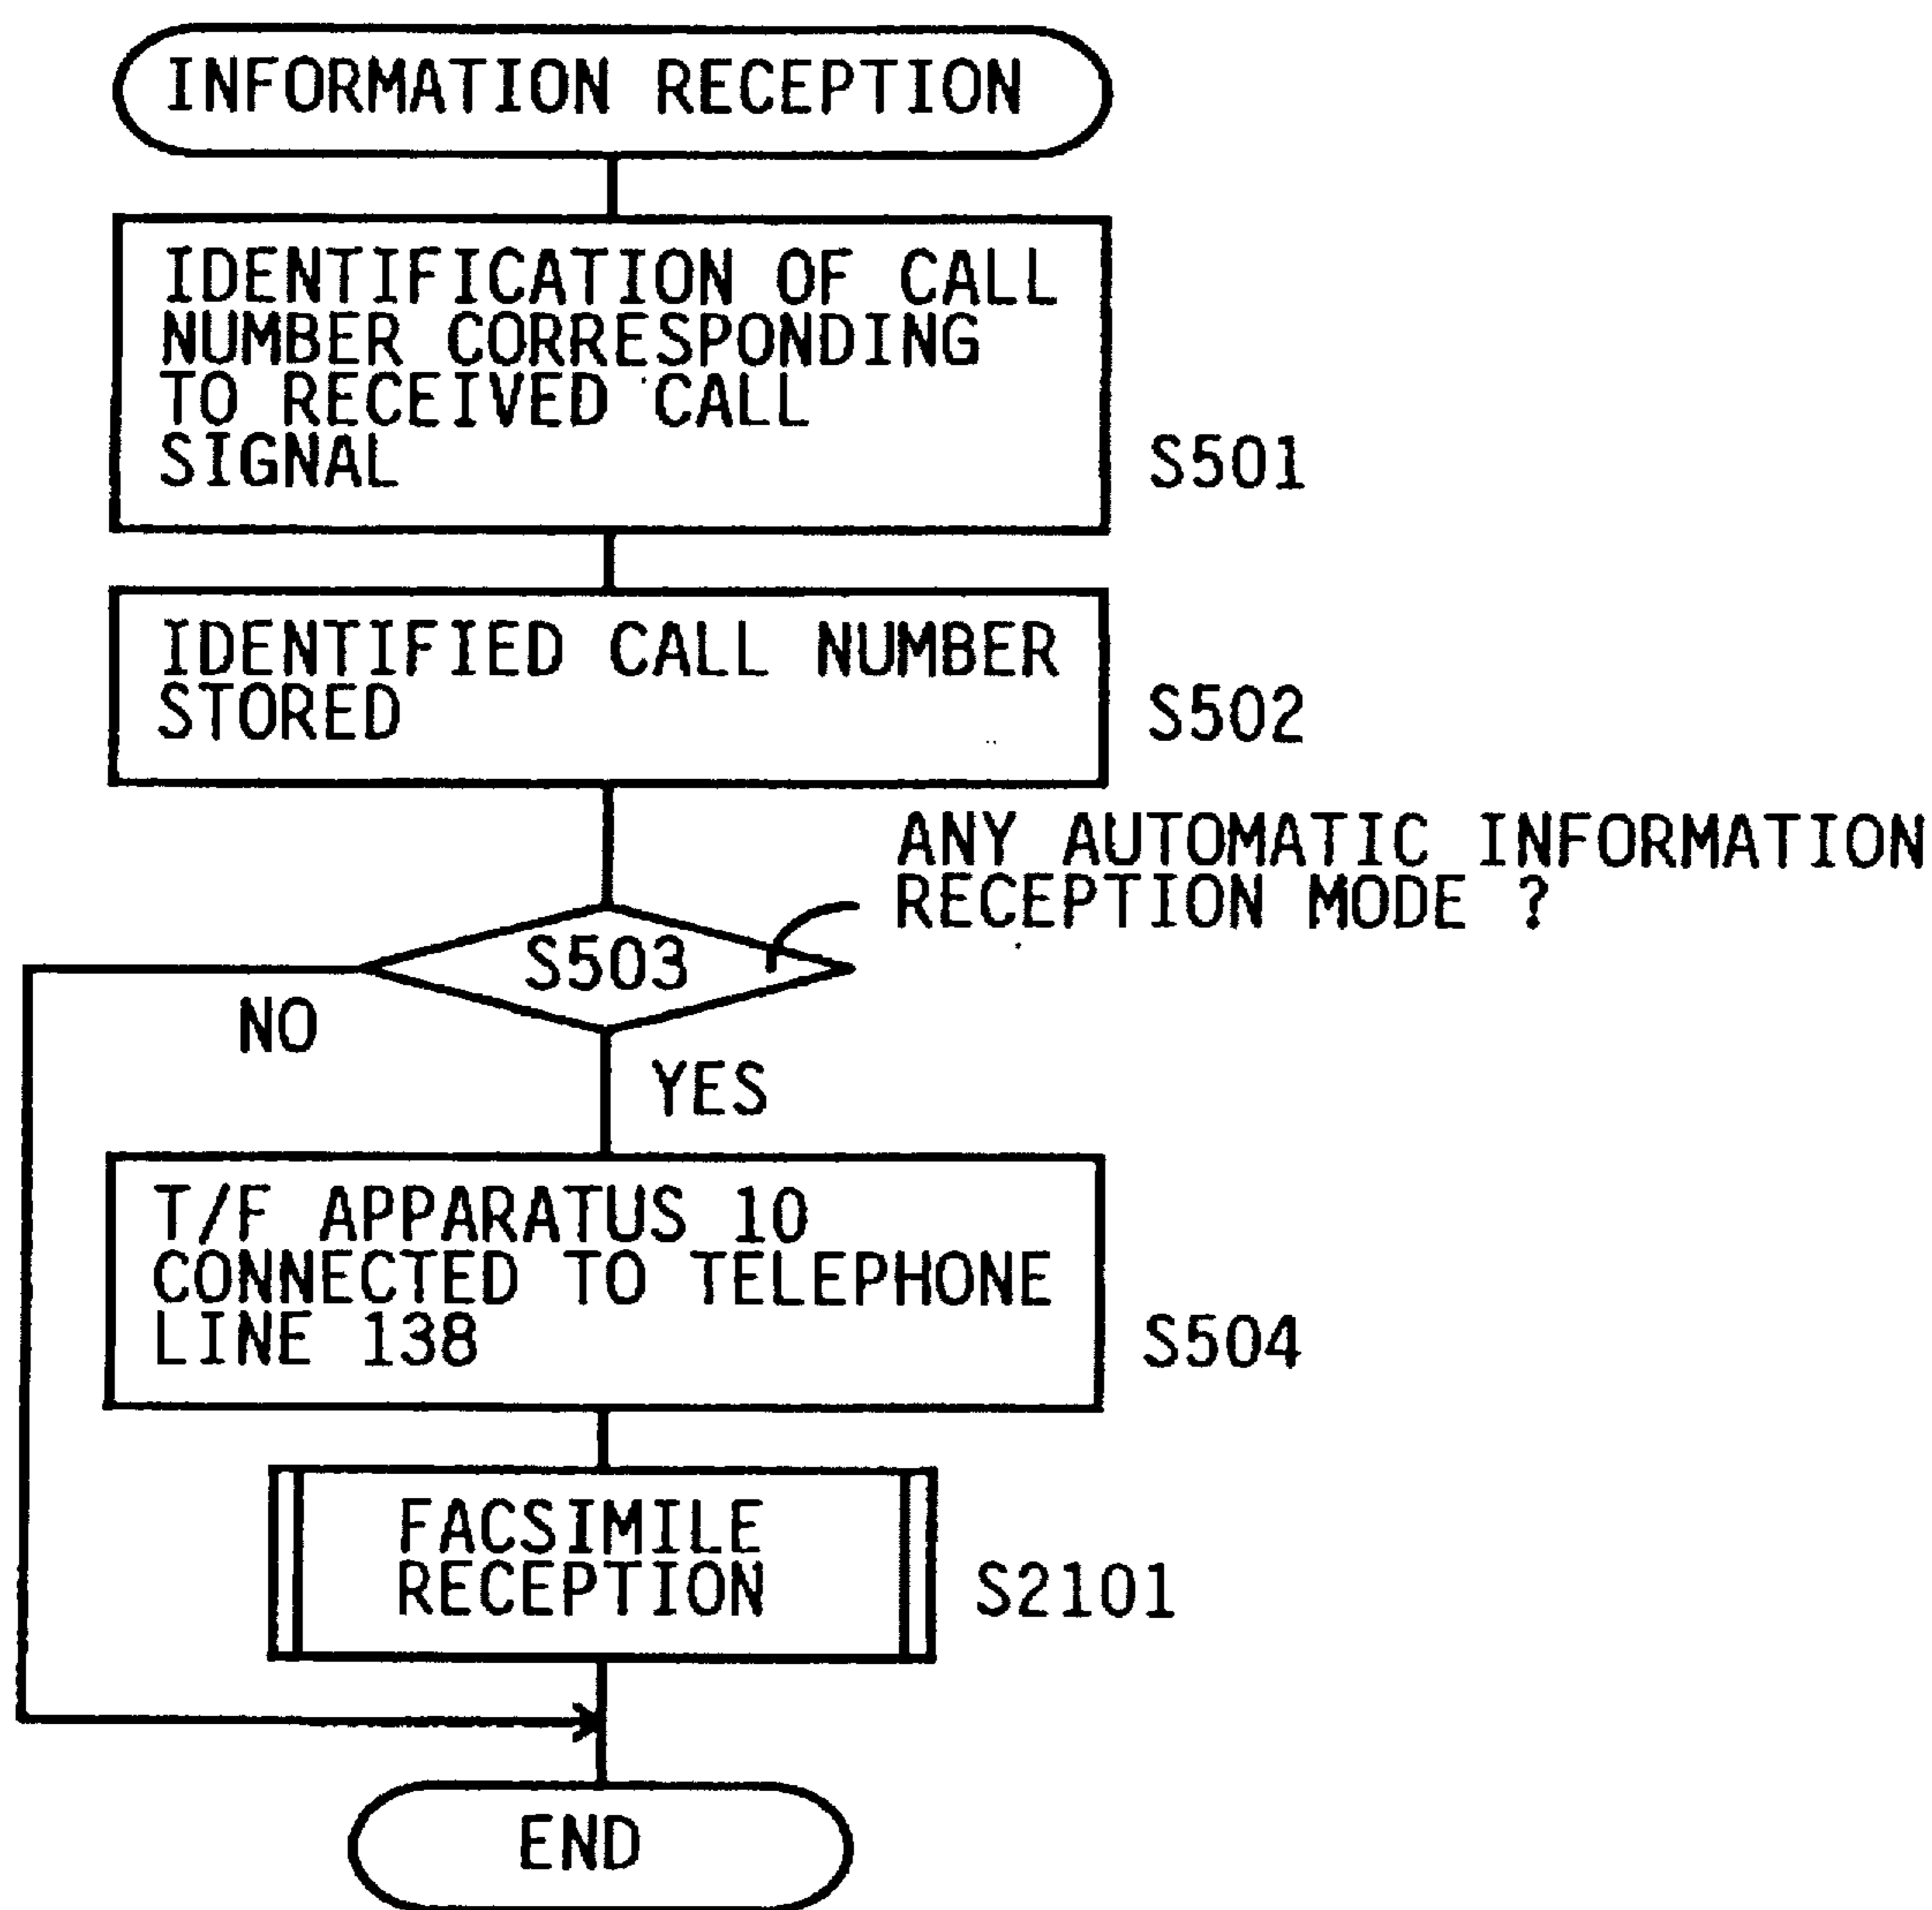 INFORMATION RECEPTION
IDENTIFICATION OF CALL
NUMBER CORRESPONDING
TO RECEIVED CALL
SIGNAL
S501
IDENTIFIED CALL NUMBER
STORED
S502
ANY AUTOMATIC INFORMATION
RECEPTION MODE ?
S503
NO
YES
T/F APPARATUS 10
CONNECTED TO TELEPHONE
LINE 138
S504
FACSIMILE
RECEPTION
S2101
END